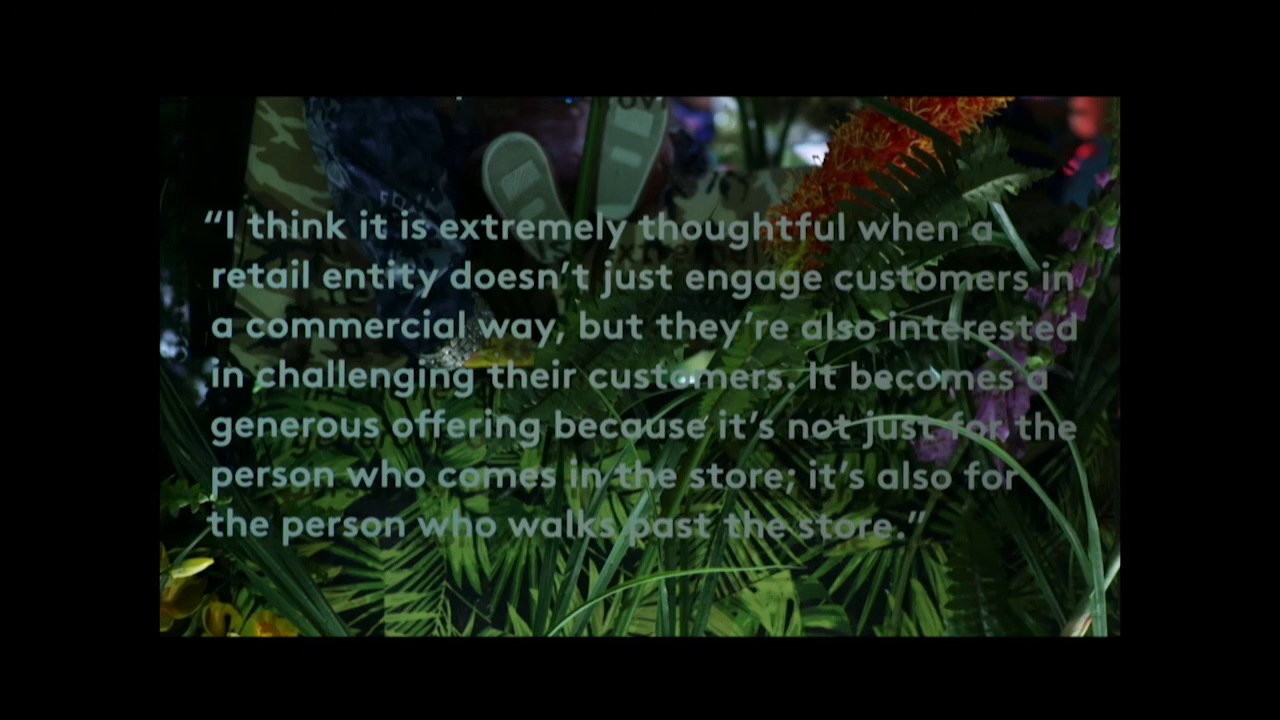 OV
“I think it is extremely thoughtful when a
retail entity doesn’t just engage customers in
a commercial way, but they’re also interested
in challenging their customers. It becomes a
generous offering because it’s not just for the
person who comes in the store; it’s also for
the person who walks past the store.”